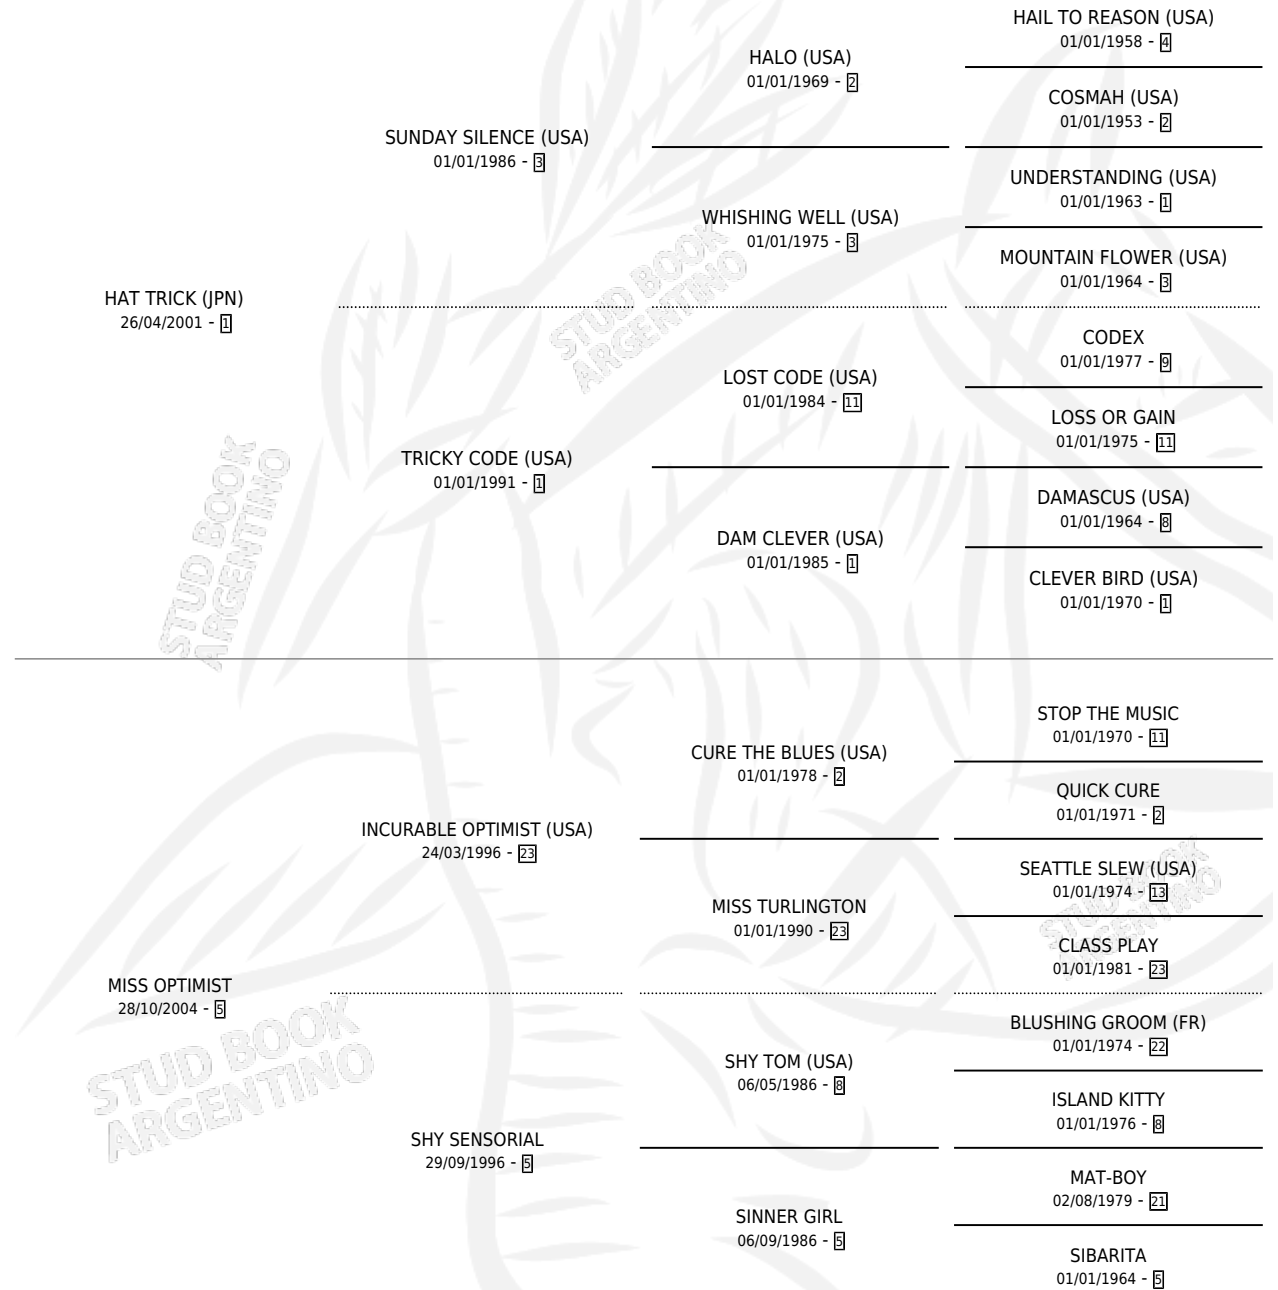 HAIL TO REASON (USA)
01/01/1958 - 4
HALO (USA)
01/01/1969 - 2
COSMAH (USA)
01/01/1953 - 2
SUNDAY SILENCE (USA)
01/01/1986 - 3
UNDERSTANDING (USA)
01/01/1963 - 1
WHISHING WELL (USA)
01/01/1975 - 3
MOUNTAIN FLOWER (USA)
01/01/1964 - 3
HAT TRICK (JPN)
26/04/2001 - 1
CODEX
01/01/1977 - 9
LOST CODE (USA)
01/01/1984 - 11
LOSS OR GAIN
01/01/1975 - 11
TRICKY CODE (USA)
01/01/1991 - 1
DAMASCUS (USA)
01/01/1964 - 8
DAM CLEVER (USA)
01/01/1985 - 1
CLEVER BIRD (USA)
01/01/1970 - 1
STOP THE MUSIC
01/01/1970 - 11
CURE THE BLUES (USA)
01/01/1978 - 2
QUICK CURE
01/01/1971 - 2
INCURABLE OPTIMIST (USA)
24/03/1996 - 23
SEATTLE SLEW (USA)
01/01/1974 - 13
MISS TURLINGTON
01/01/1990 - 23
CLASS PLAY
01/01/1981 - 23
MISS OPTIMIST
28/10/2004 - 5
BLUSHING GROOM (FR)
01/01/1974 - 22
SHY TOM (USA)
06/05/1986 - 8
ISLAND KITTY
01/01/1976 - 8
SHY SENSORIAL
29/09/1996 - 5
MAT-BOY
02/08/1979 - 21
SINNER GIRL
06/09/1986 - 5
SIBARITA
01/01/1964 - 5
STUD BOOK
ARGENTINO
STUD BOOK
ARGENTINO
STUD BOOK
ARGENTINO
STUD BOOK
ARGENTINO